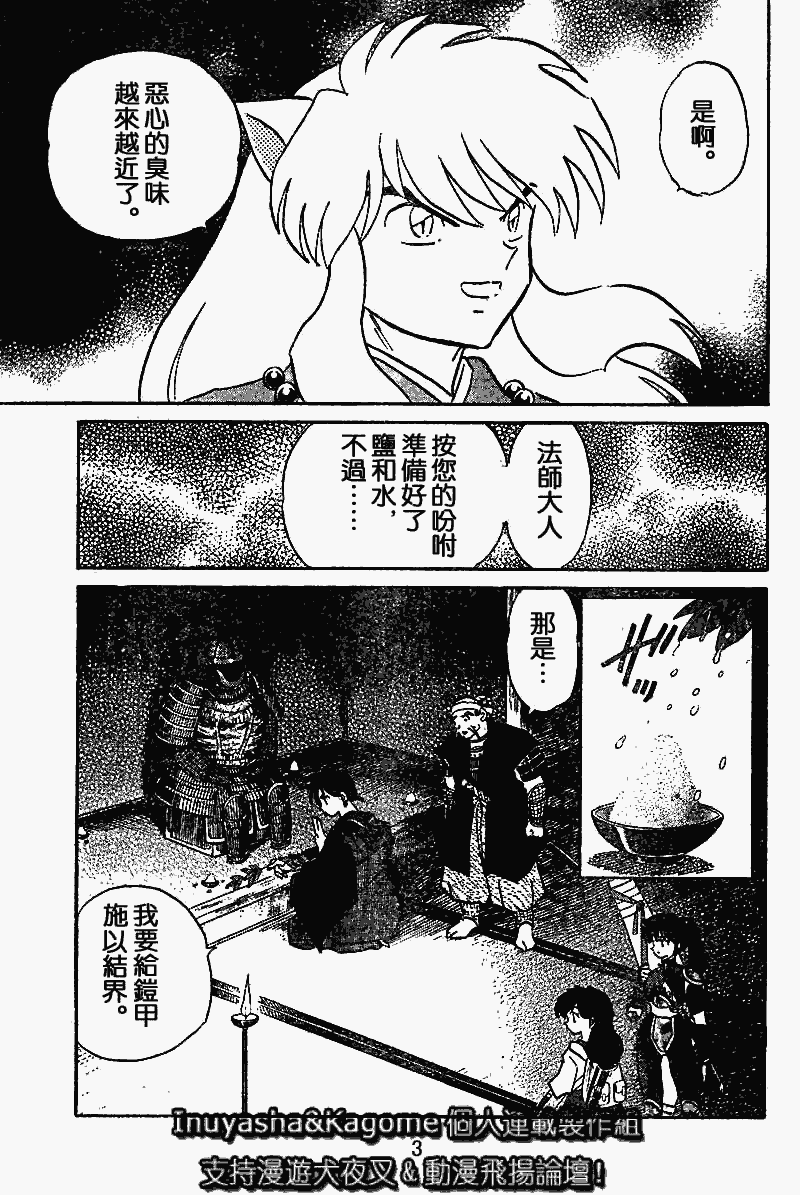 是啊。
惡心的臭味
越來越近了。
法師大人
按您的吩咐
準備好了
鹽和水，
不過……
那是…
我要給鎧甲
施以結界。
Inuyasha&Kagome 個人連載製作組
3
支持漫遊犬夜叉 & 動漫飛揚論壇!